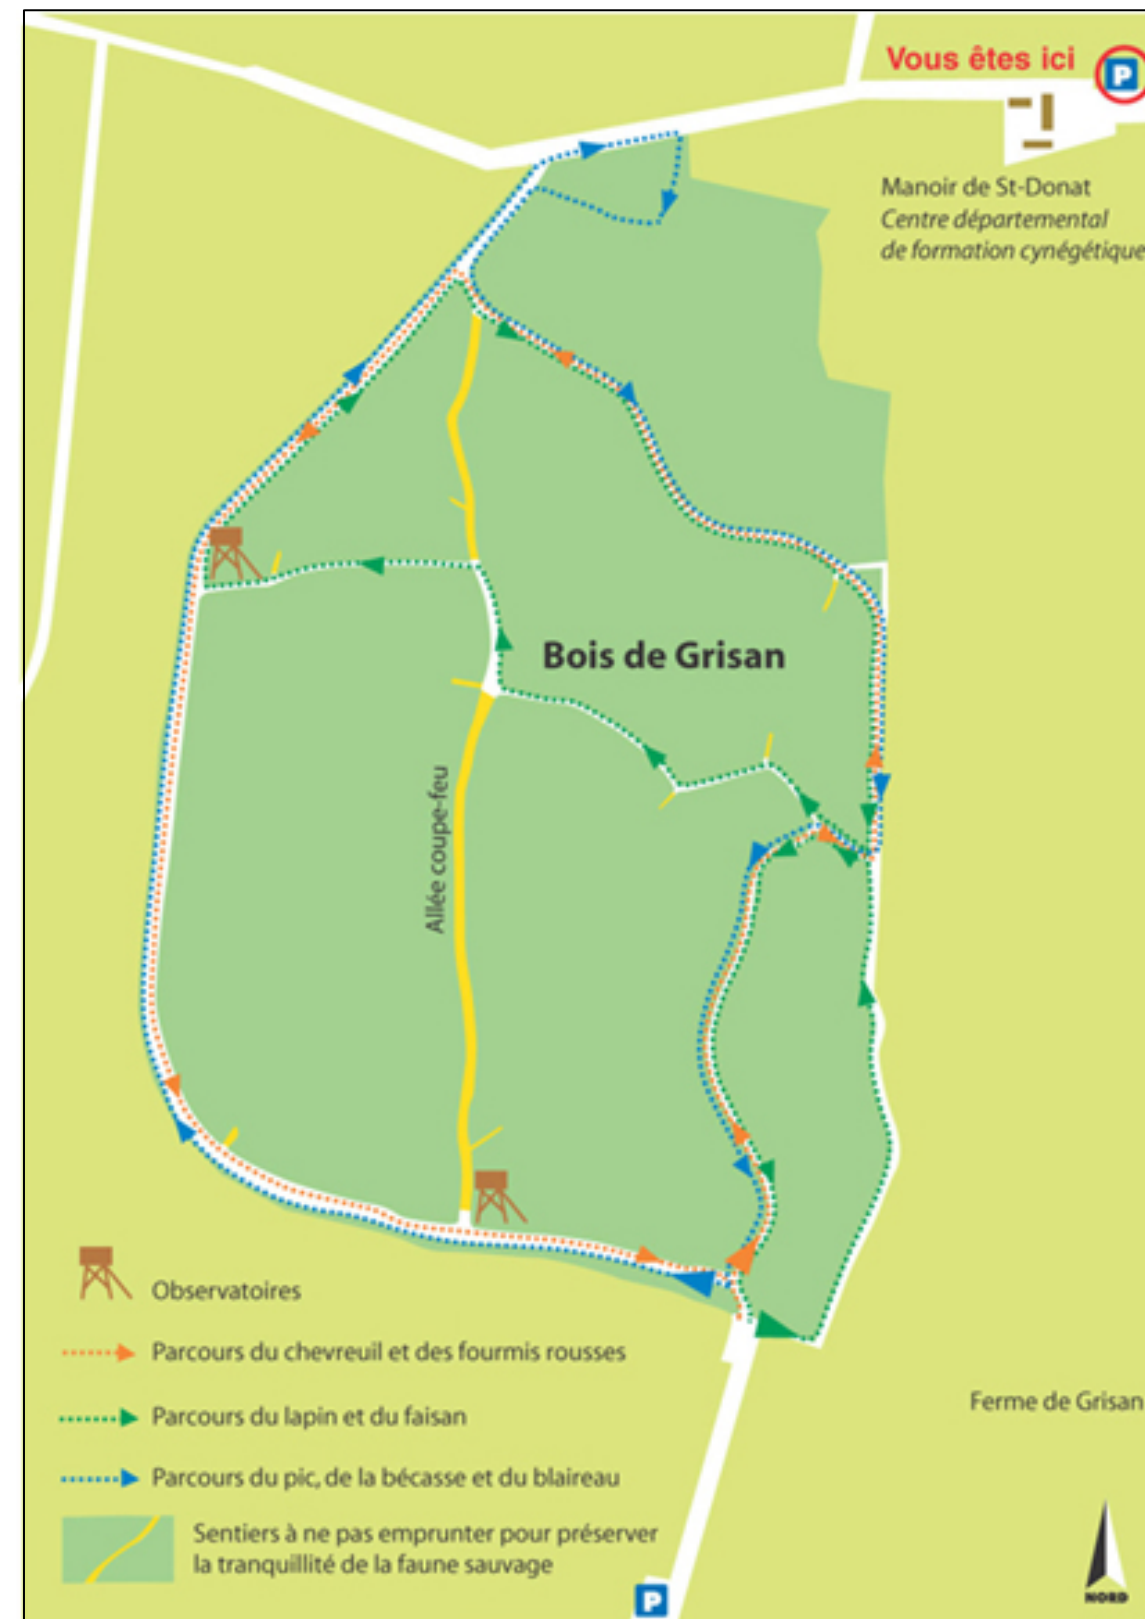 Vous êtes ici
P
Manoir de St-Donat
Centre départemental
de formation cynégétique
Bois de Grisan
Allée coupe-feu
Observatoires
Parcours du chevreuil et des fourmis rousses
Parcours du lapin et du faisan
Ferme de Grisan
Parcours du pic, de la bécasse et du blaireau
Sentiers à ne pas emprunter pour préserver
la tranquillité de la faune sauvage
P
NORD